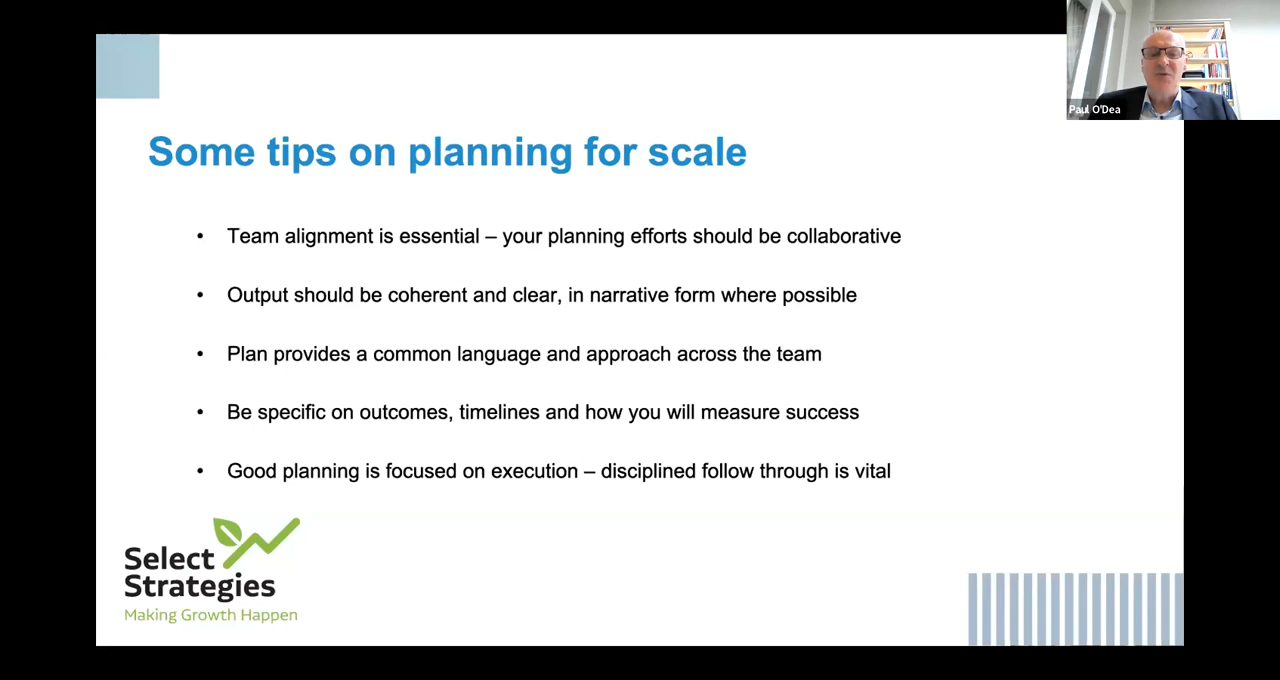 Paul O'Dea
Some tips on planning for scale
• Team alignment is essential – your planning efforts should be collaborative
• Output should be coherent and clear, in narrative form where possible
• Plan provides a common language and approach across the team
• Be specific on outcomes, timelines and how you will measure success
• Good planning is focused on execution – disciplined follow through is vital
Select
Strategies
Making Growth Happen